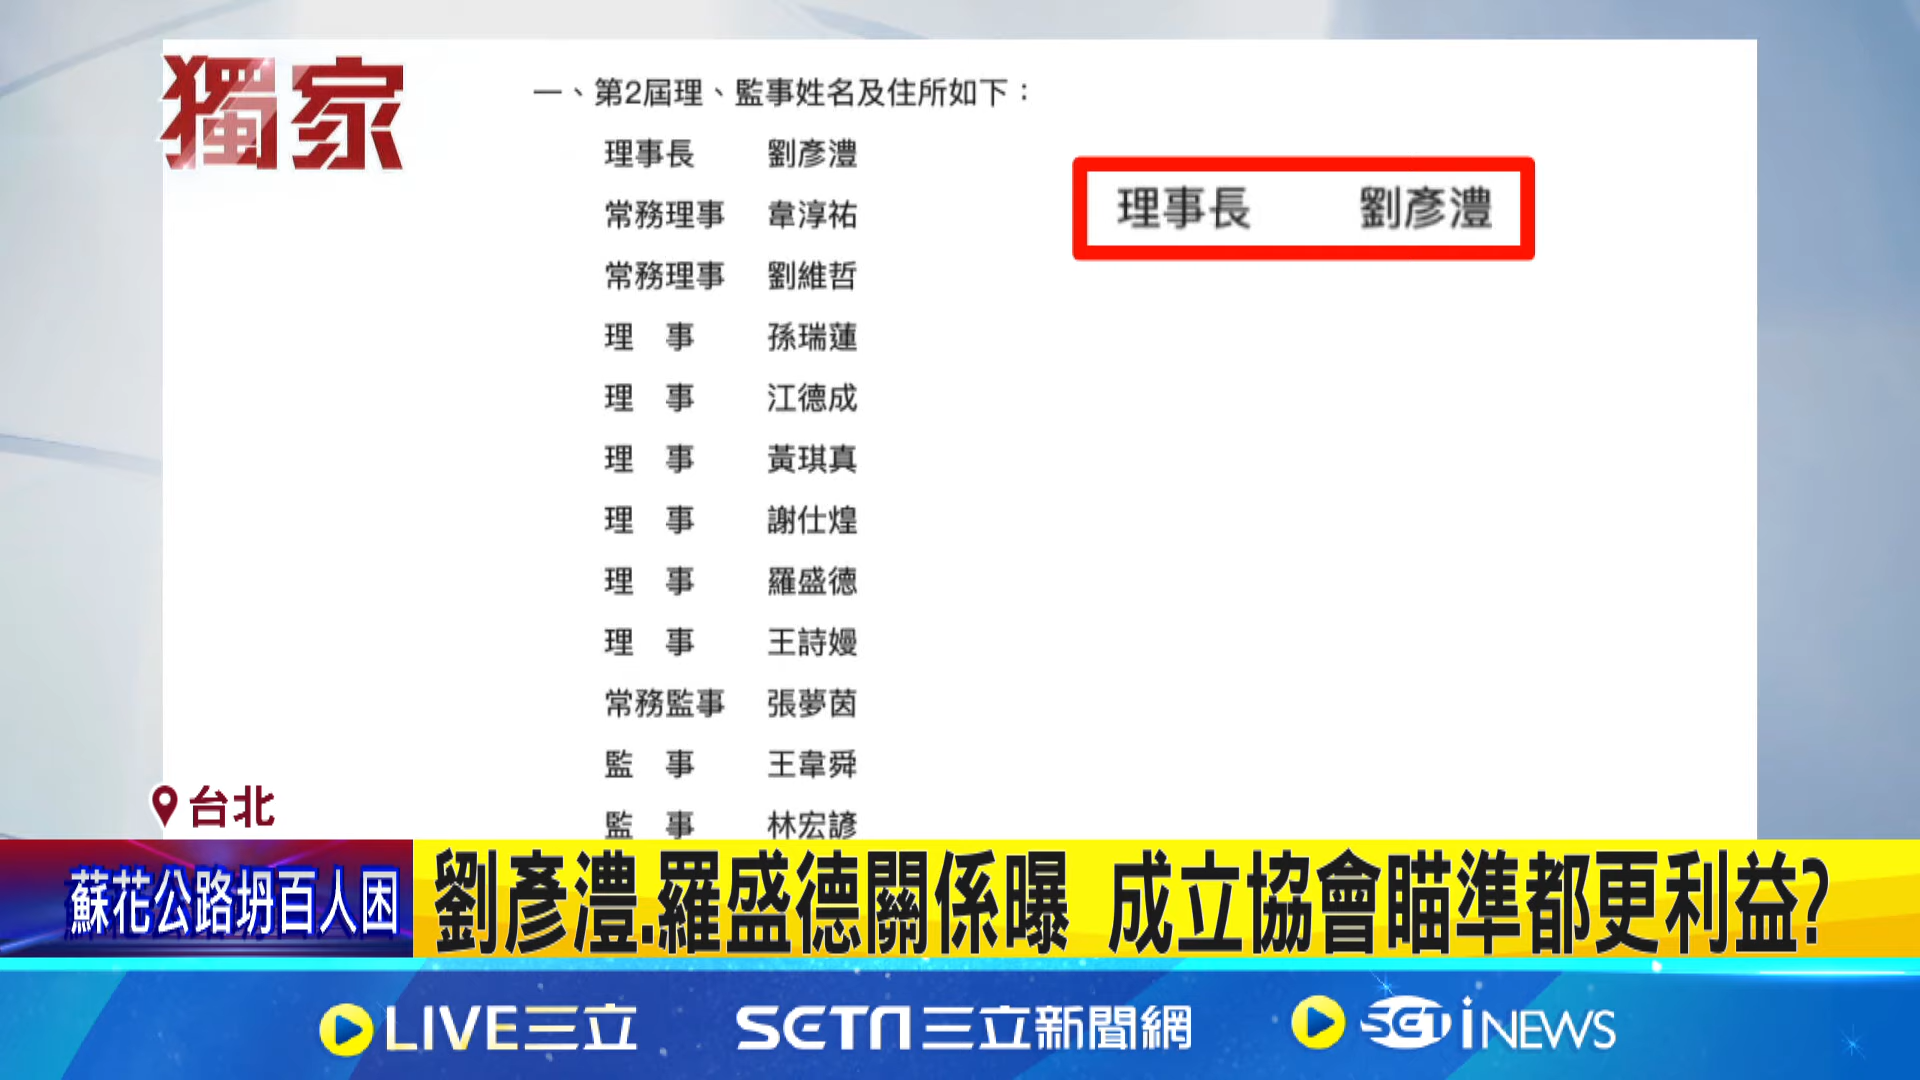 獨家
一、第2屆理、監事姓名及住所如下：
理事長 劉彥澧
理事長 劉彥澧
常務理事 韋淳祐
常務理事 劉維哲
理 事 孫瑞蓮
理 事 江德成
理 事 黃琪真
理 事 謝仕煌
理 事 羅盛德
理 事 王詩嫚
常務監事 張夢茵
監 事 王韋舜
監 事 林宏諺
台北
蘇花公路坍百人困
劉彥澧.羅盛德關係曝 成立協會瞄準都更利益?
LIVE三立
SETN三立新聞網
SETiNEWS